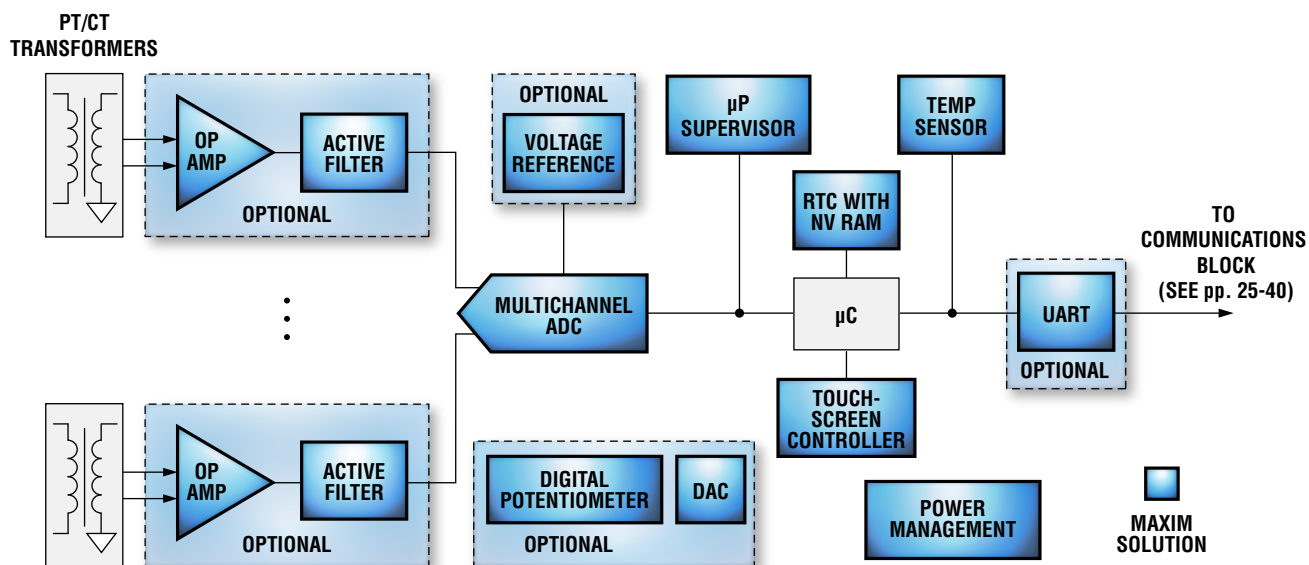 PT/CT
TRANSFORMERS
OP
AMP
ACTIVE
FILTER
OPTIONAL
OPTIONAL
VOLTAGE
REFERENCE
µP
SUPERVISOR
TEMP
SENSOR
RTC WITH
NV RAM
TO
COMMUNICATIONS
BLOCK
(SEE pp. 25-40)
MULTICHANNEL
ADC
µC
UART
OPTIONAL
TOUCH-
SCREEN
CONTROLLER
OP
AMP
ACTIVE
FILTER
OPTIONAL
DIGITAL
POTENTIOMETER
DAC
OPTIONAL
POWER
MANAGEMENT
MAXIM
SOLUTION